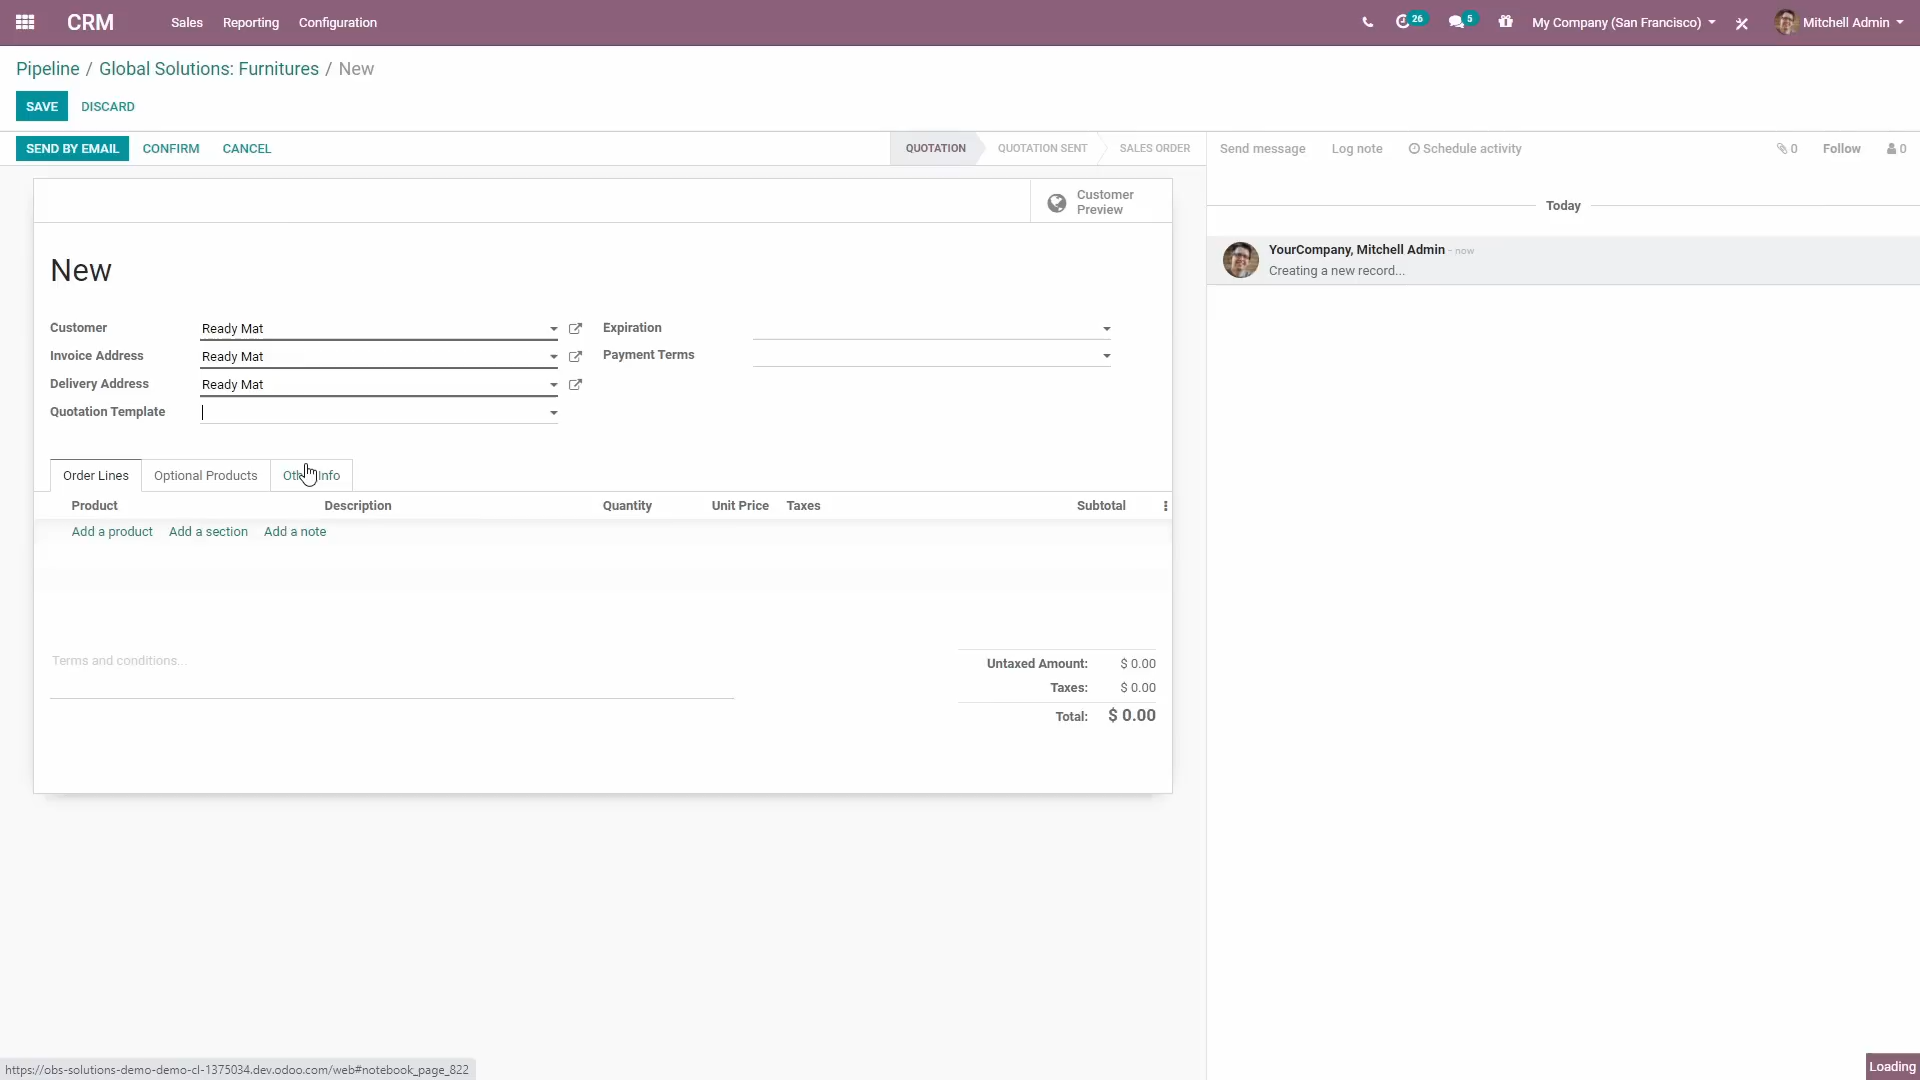 CRM Sales Reporting Configuration 26 5 My Company (San Francisco) Mitchell Admin
Pipeline / Global Solutions: Furnitures / New
SAVE DISCARD
SEND BY EMAIL CONFIRM CANCEL QUOTATION QUOTATION SENT SALES ORDER Send message Log note Schedule activity 0 Follow 0
Customer
Preview
Today
YourCompany, Mitchell Admin - now
Creating a new record...
New
Customer Ready Mat Expiration
Invoice Address Ready Mat Payment Terms
Delivery Address Ready Mat
Quotation Template
Order Lines Optional Products Info
Product Description Quantity Unit Price Taxes Subtotal
Add a product Add a section Add a note
Terms and conditions...
Untaxed Amount: $ 0.00
Taxes: $ 0.00
Total: $ 0.00
https://obs-solutions-demo-demo-cl-1375034.dev.odoo.com/web#notebook_page_822
Loading